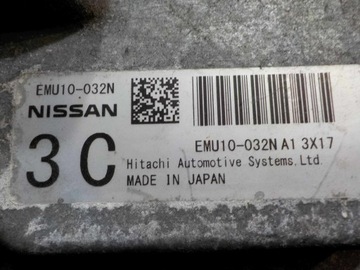 EMU10-032N
NISSAN
3C
EMU10-032N A1 3X17
Hitachi Automotive Systems.Ltd.
MADE IN JAPAN